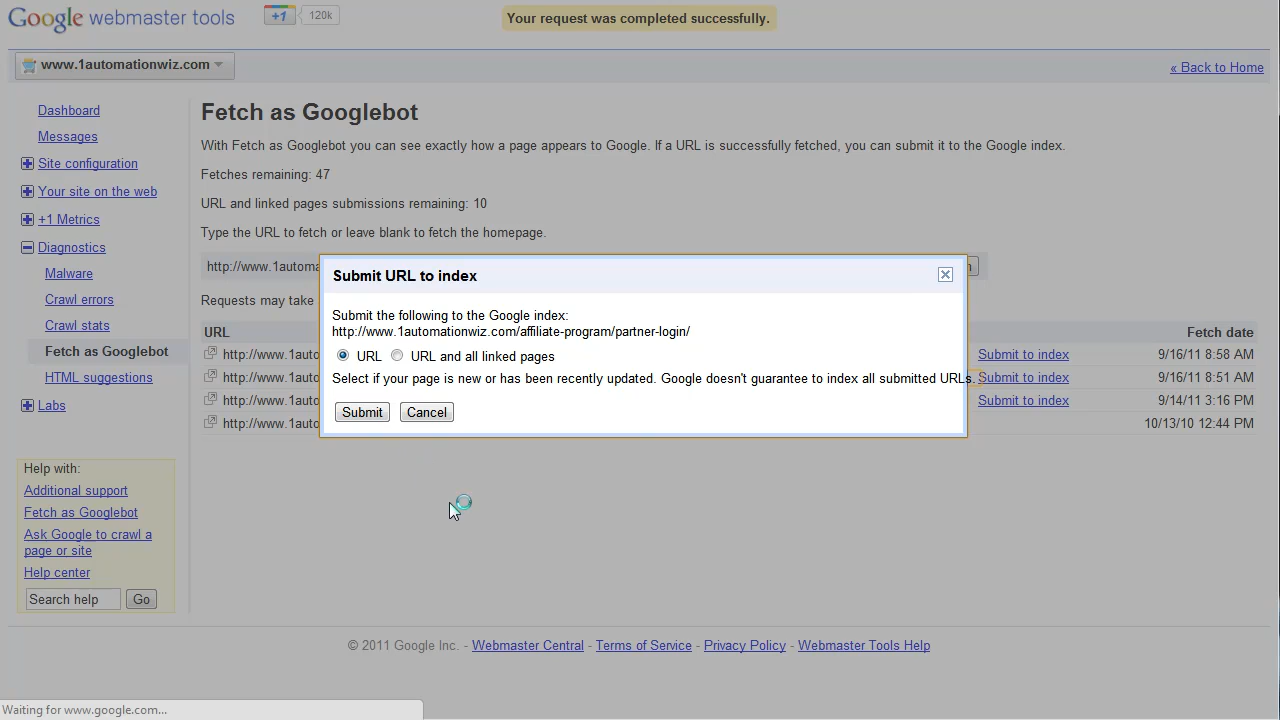 Google webmaster tools
+1 120k
Your request was completed successfully.
www.1automationwiz.com
« Back to Home
Dashboard
Messages
Site configuration
Your site on the web
+1 Metrics
Diagnostics
Malware
Crawl errors
Crawl stats
Fetch as Googlebot
HTML suggestions
Labs
Help with:
Additional support
Fetch as Googlebot
Ask Google to crawl a
page or site
Help center
Search help Go
Fetch as Googlebot
With Fetch as Googlebot you can see exactly how a page appears to Google. If a URL is successfully fetched, you can submit it to the Google index.
Fetches remaining: 47
URL and linked pages submissions remaining: 10
Type the URL to fetch or leave blank to fetch the homepage.
http://www.1automa
Requests may take
URL Fetch date
http://www.1auto Submit to index 9/16/11 8:58 AM
http://www.1auto Submit to index 9/16/11 8:51 AM
http://www.1auto Submit to index 9/14/11 3:16 PM
http://www.1auto 10/13/10 12:44 PM
Submit URL to index
Submit the following to the Google index:
http://www.1automationwiz.com/affiliate-program/partner-login/
URL URL and all linked pages
Select if your page is new or has been recently updated. Google doesn't guarantee to index all submitted URLs.
Submit Cancel
© 2011 Google Inc. - Webmaster Central - Terms of Service - Privacy Policy - Webmaster Tools Help
Waiting for www.google.com...